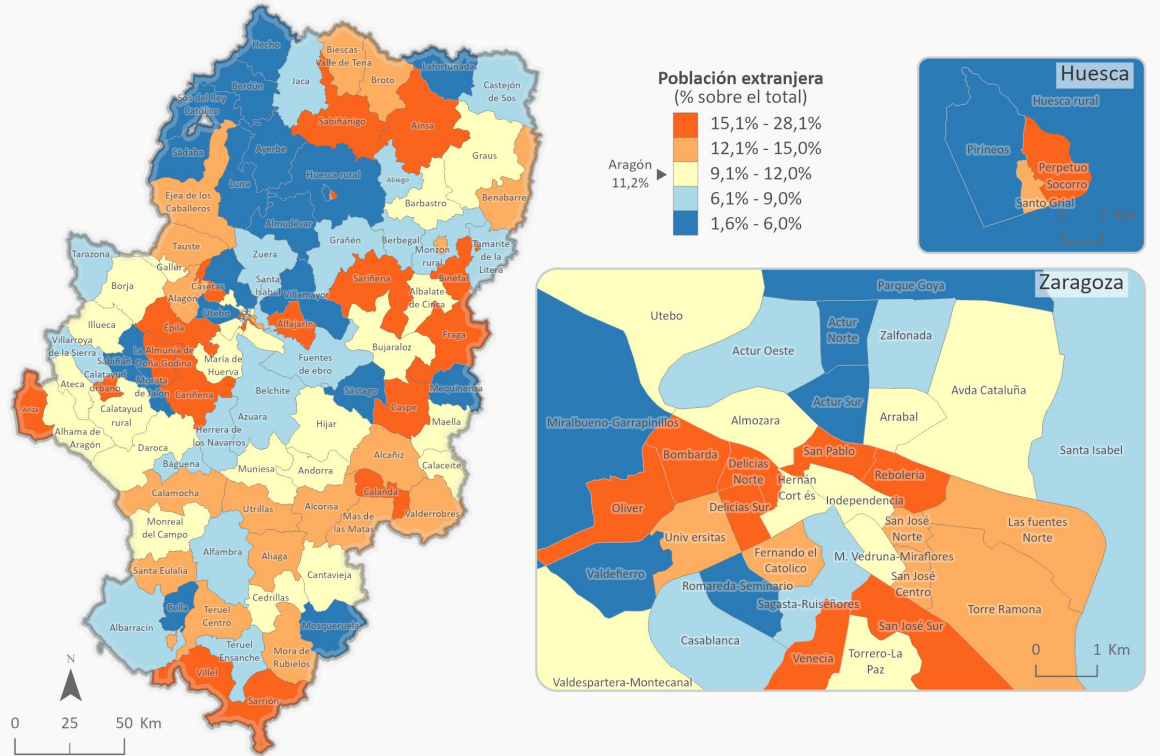 Hecho
Berdún
Jaca
Biescas-
Valle de Tena
Broto
Lafortunada
Castejón
de Sos
Sos del Rey
Católico
Sabiñánigo
Ainsa
Sádaba
Ayerbe
Graus
Luna
Huesca rural
Abiego
Ejea de los
Caballeros
Barbastro
Benabarre
Almudévar
Tauste
Grañén
Berbegal
Monzón
rural
Tamarite
de la
Litera
Tarazona
Zuera
Gallur
Borja
Casetas
Santa
Isabel
Sariñena
Binéfar
Alagón
Villamayor
Albalate
de Cinca
Utebo
Illueca
Épila
Alfajarín
Fraga
Villarroya
de la Sierra
La Almunia de
Doña Godina
María de
Huerva
Bujaraloz
Sabiñán
Fuentes
de ebro
Calatayud
urbano
Ateca
Morata
de Jalón
Cariñena
Belchite
Sástago
Mequinenza
Ariza
Calatayud
rural
Caspe
Azuara
Maella
Alhama de
Aragón
Herrera de
los Navarros
Híjar
Daroca
Báguena
Muniesa
Andorra
Alcañiz
Calaceite
Calamocha
Calanda
Utrillas
Alcorisa
Mas de
las Matas
Valderrobres
Monreal
del Campo
Alfambra
Aliaga
Santa Eulalia
Cantavieja
Cedrillas
Cella
Teruel
Centro
Mosqueruela
Albarracín
Teruel
Ensanche
Mora de
Rubielos
Villel
Sarrión
N
0 25 50 Km
Población extranjera
(% sobre el total)
15,1% - 28,1%
12,1% - 15,0%
9,1% - 12,0%
6,1% - 9,0%
1,6% - 6,0%
Aragón
11,2%
Huesca
Huesca rural
Pirineos
Perpetuo
Socorro
Santo Grial
0 2 Km
Zaragoza
Parque Goya
Utebo
Actur
Norte
Zalfonada
Actur Oeste
Avda Cataluña
Actur Sur
Miralbueno-Garrapinillos
Almozara
Arrabal
Santa Isabel
Bombarda
San Pablo
Delicias
Norte
Rebolería
Hernán
Cort és
Oliver
Delicias Sur
Independencia
San José
Norte
Las fuentes
Norte
Univ ersitas
Fernando el
Catolico
M. Vedruna-Miraflores
Valdefierro
Romareda-Seminario
San José
Centro
Sagasta-Ruiseñores
Torre Ramona
Casablanca
San José Sur
Venecia
Torrero-La
Paz
Valdespartera-Montecanal
0 1 Km